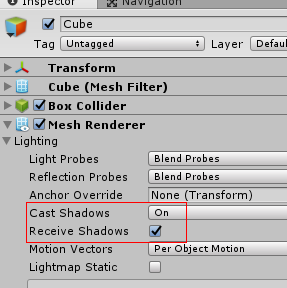 Inspector
Navigation
Cube
Tag Untagged Layer
Transform
Cube (Mesh Filter)
Box Collider
Mesh Renderer
Lighting
Light Probes Blend Probes
Reflection Probes Blend Probes
Anchor Override None (Transform)
Cast Shadows On
Receive Shadows
Motion Vectors Per Object Motion
Lightmap Static